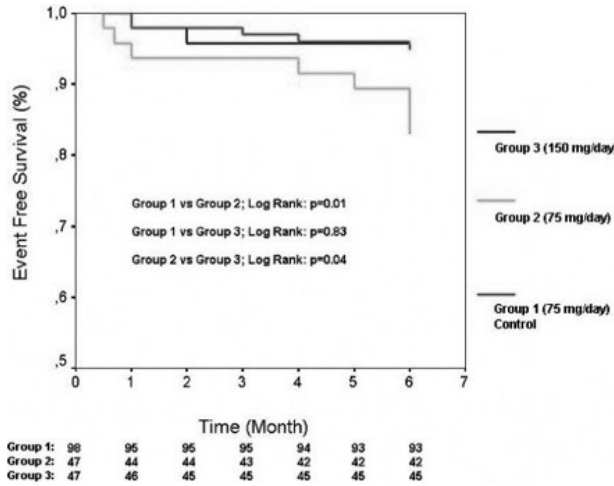 1,0
,9
,8
,7
,6
,5
Event Free Survival (%)
Group 1 vs Group 2; Log Rank: p=0.01
Group 1 vs Group 3; Log Rank: p=0.83
Group 2 vs Group 3; Log Rank: p=0.04
Group 3 (150 mg/day)
Group 2 (75 mg/day)
Group 1 (75 mg/day)
Control
0 1 2 3 4 5 6 7
Time (Month)
Group 1: 98 95 95 95 94 93 93
Group 2: 47 44 44 43 42 42 42
Group 3: 47 46 45 45 45 45 45